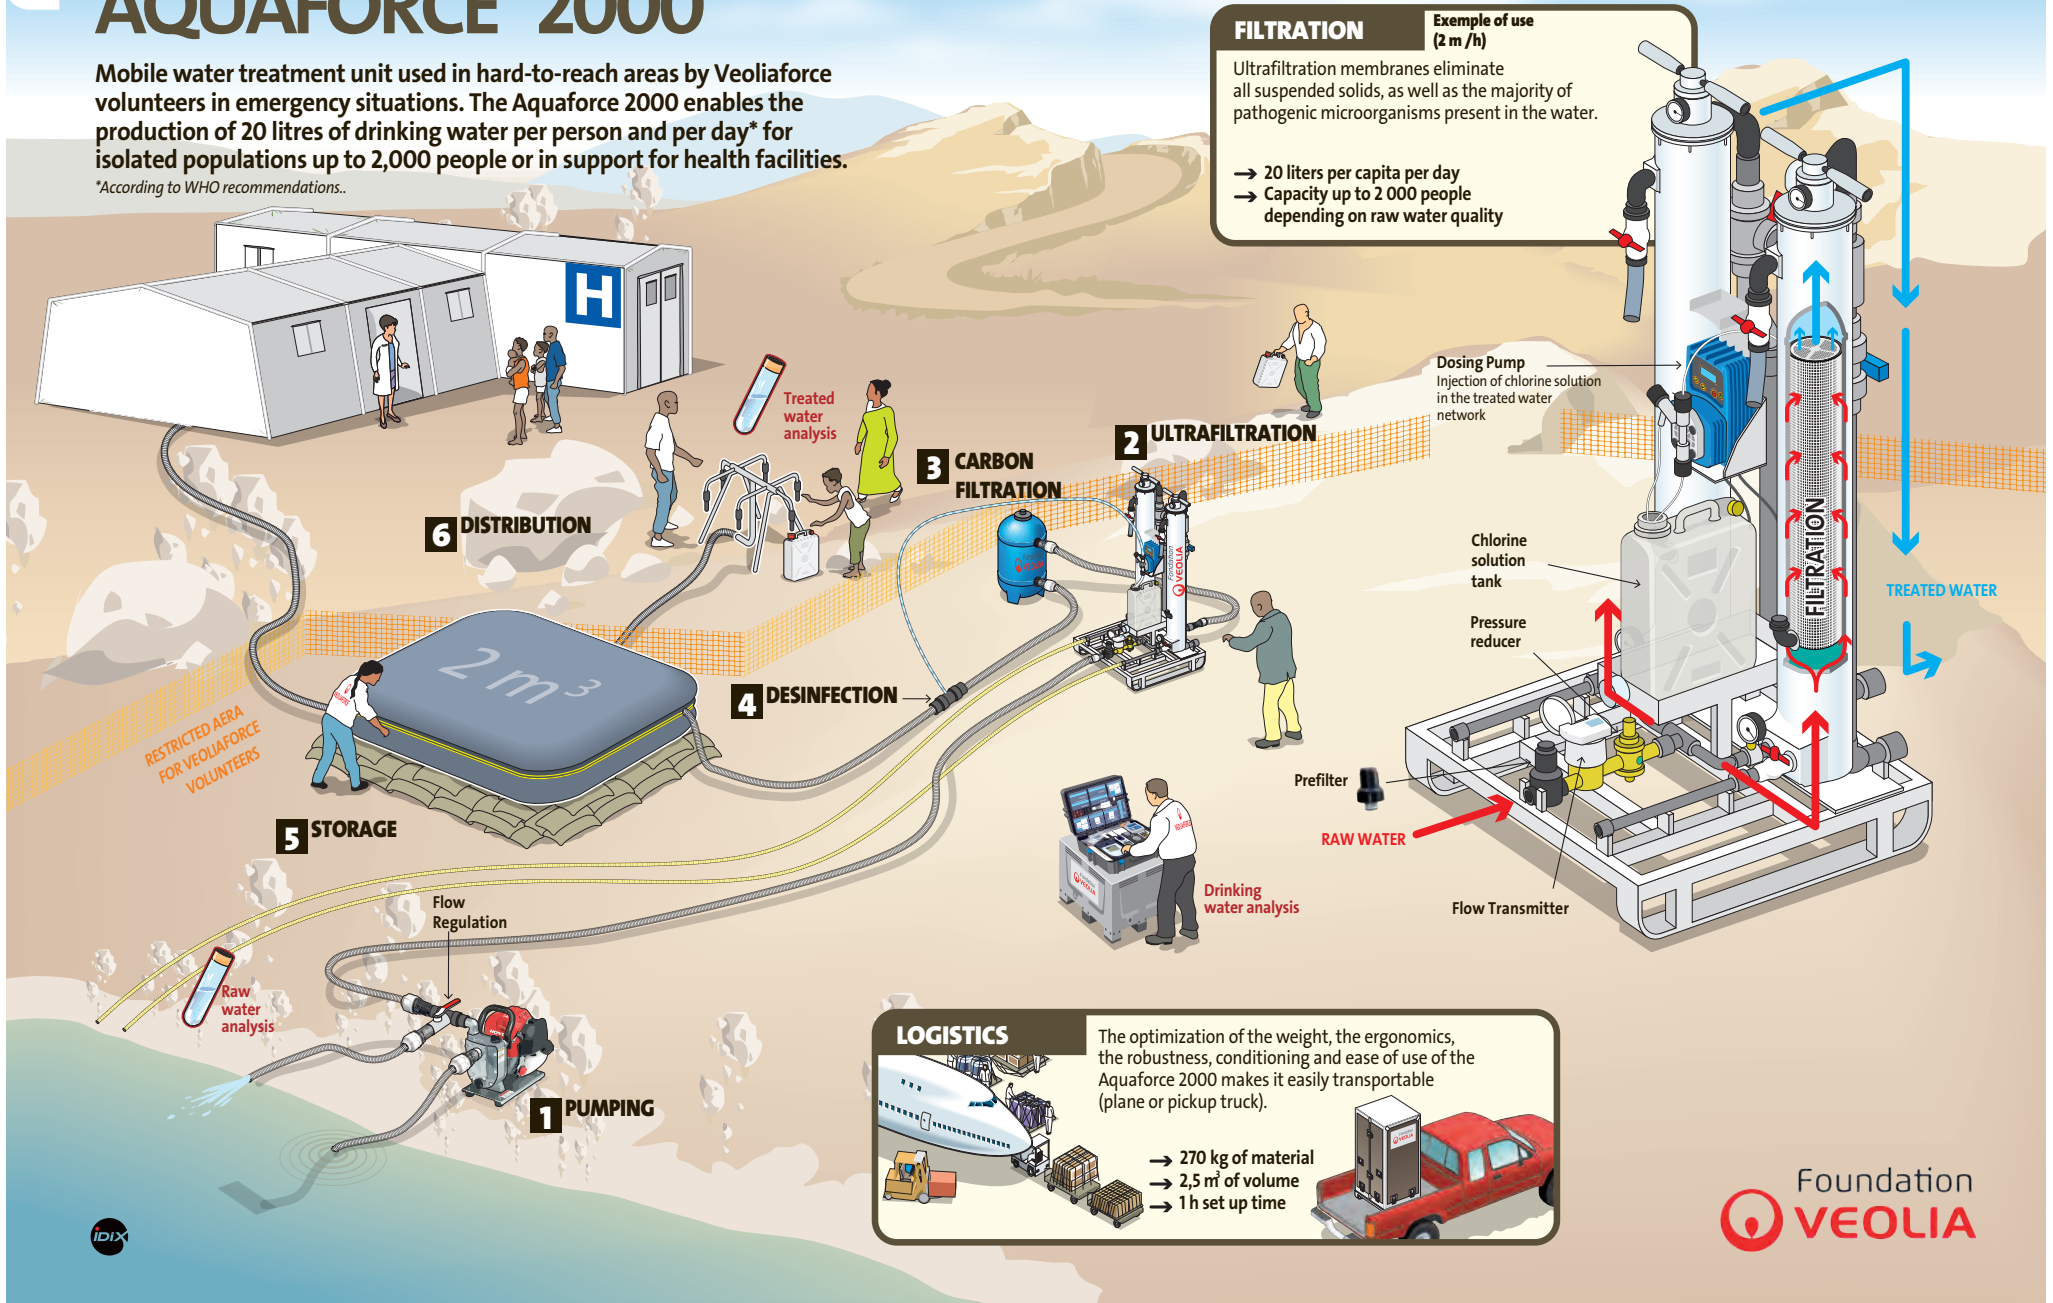 AQUAFORCE 2000
Mobile water treatment unit used in hard-to-reach areas by Veoliaforce
volunteers in emergency situations. The Aquaforce 2000 enables the
production of 20 litres of drinking water per person and per day* for
isolated populations up to 2,000 people or in support for health facilities.
*According to WHO recommendations..
FILTRATION
Exemple of use
(2 m /h)
Ultrafiltration membranes eliminate
all suspended solids, as well as the majority of
pathogenic microorganisms present in the water.
→ 20 liters per capita per day
→ Capacity up to 2 000 people
depending on raw water quality
H
Treated
water
analysis
Dosing Pump
Injection of chlorine solution
in the treated water
network
2 ULTRAFILTRATION
3 CARBON
FILTRATION
6 DISTRIBUTION
Foundation
VEOLIA
FILTRATION
Chlorine
solution
tank
TREATED WATER
Pressure
reducer
2 m³
4 DESINFECTION
RESTRICTED AERA
FOR VEOLIAFORCE
VOLUNTEERS
Prefilter
RAW WATER
5 STORAGE
Foundation
VEOLIA
Drinking
water analysis
Flow Transmitter
Flow
Regulation
Raw
water
analysis
HONDA
1 PUMPING
LOGISTICS
The optimization of the weight, the ergonomics,
the robustness, conditioning and ease of use of the
Aquaforce 2000 makes it easily transportable
(plane or pickup truck).
→ 270 kg of material
→ 2,5 m³ of volume
→ 1 h set up time
VEOLIA
Foundation
VEOLIA
iDIX